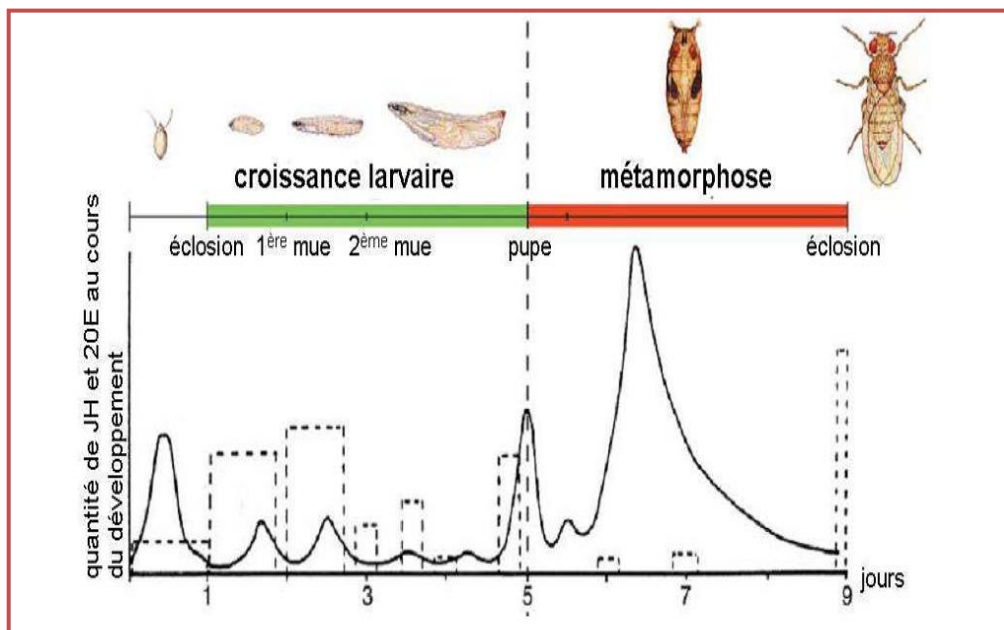 croissance larvaire
métamorphose
éclosion 1ère mue 2ème mue pupe éclosion
quantité de JH et 20E au cours
du développement
1 3 5 7 9 jours